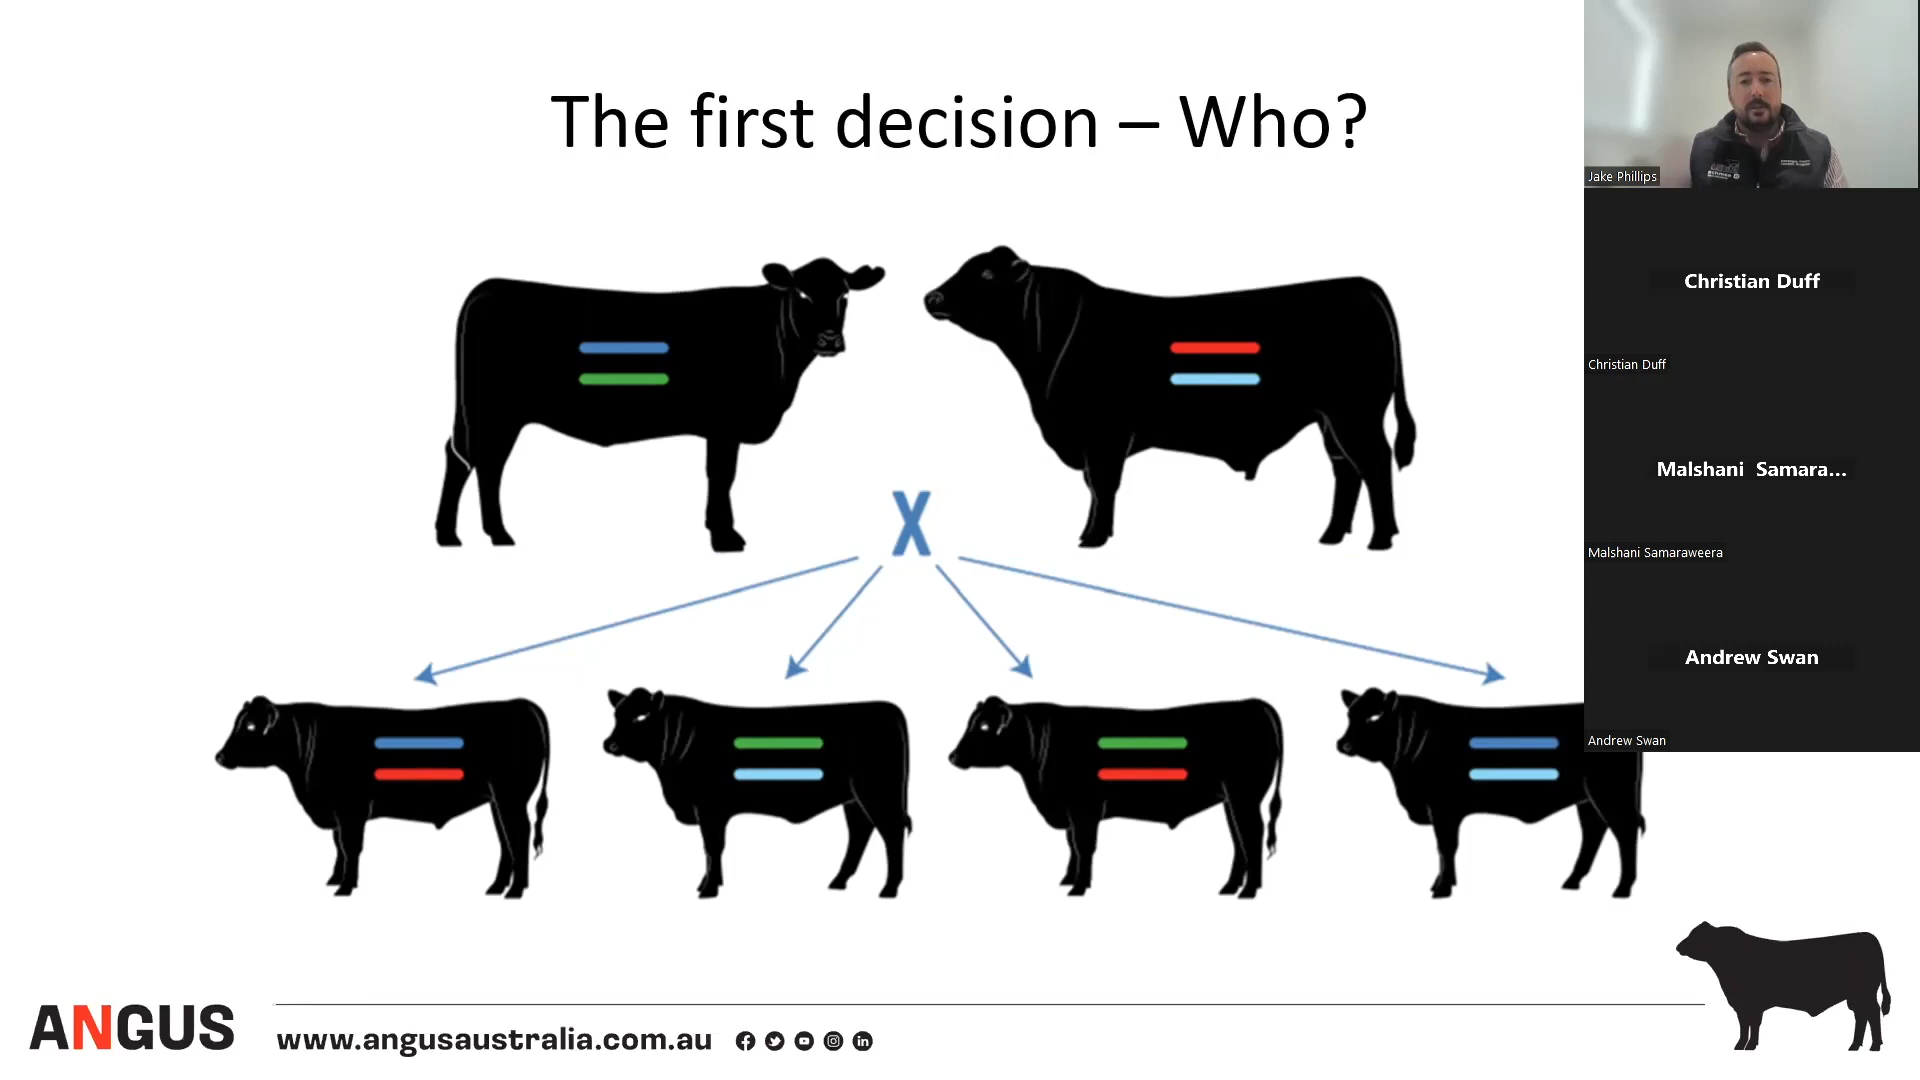 The first decision – Who?
X
Jake Phillips
Christian Duff
Christian Duff
Malshani Samara...
Malshani Samaraweera
Andrew Swan
Andrew Swan
ANGUS
www.angusaustralia.com.au